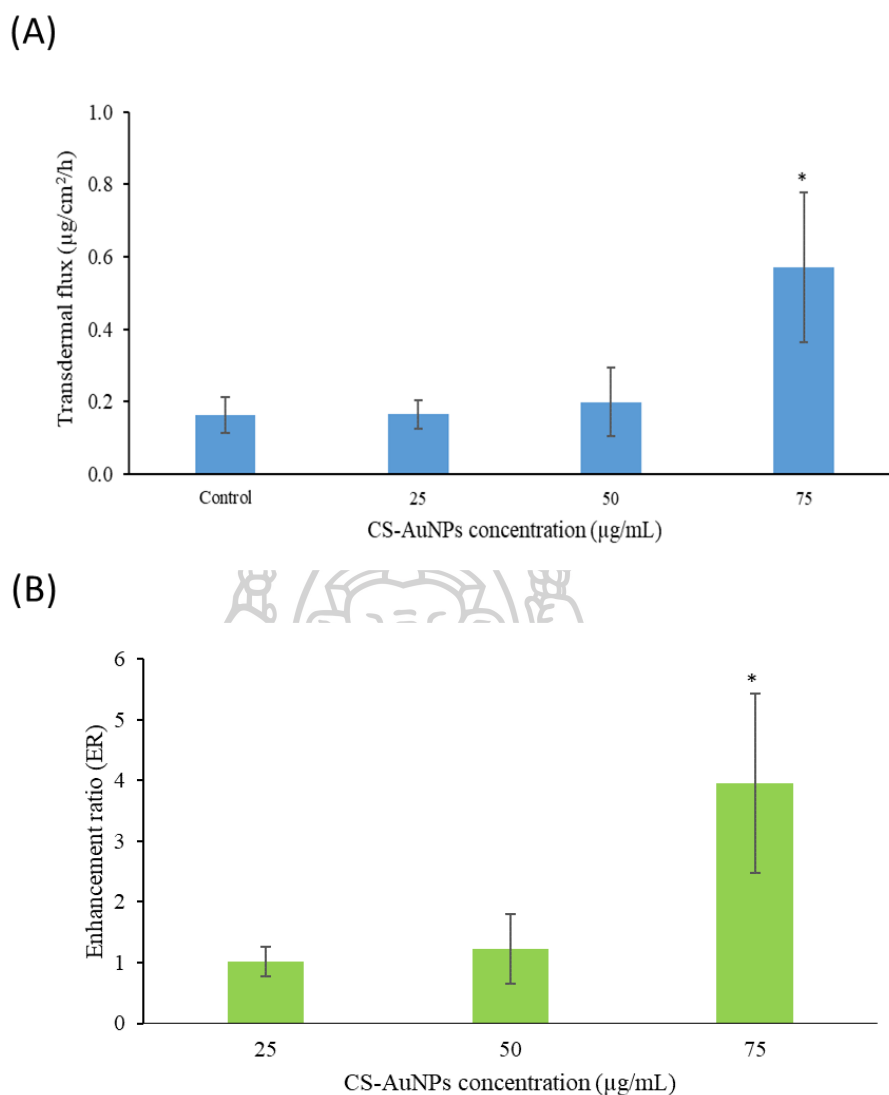 (A)
1.0
0.8
0.6
0.4
0.2
0.0
Transdermal flux (µg/cm²/h)
*
Control 25 50 75
CS-AuNPs concentration (µg/mL)
(B)
6
5
4
3
2
1
0
Enhancement ratio (ER)
*
25 50 75
CS-AuNPs concentration (µg/mL)